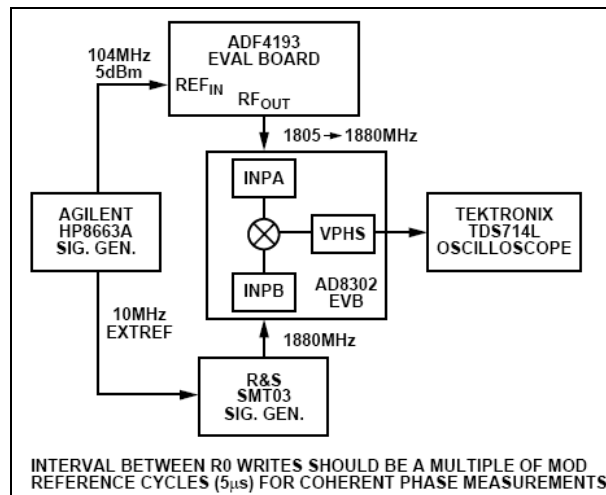 ADF4193
EVAL BOARD
104MHz
5dBm
REFIN
RFOUT
1805→1880MHz
INPA
AGILENT
HP8663A
SIG. GEN.
VPHS
TEKTRONIX
TDS714L
OSCILLOSCOPE
INPB
AD8302
EVB
10MHz
EXTREF
1880MHz
R&S
SMT03
SIG. GEN.
INTERVAL BETWEEN R0 WRITES SHOULD BE A MULTIPLE OF MOD
REFERENCE CYCLES (5µs) FOR COHERENT PHASE MEASUREMENTS